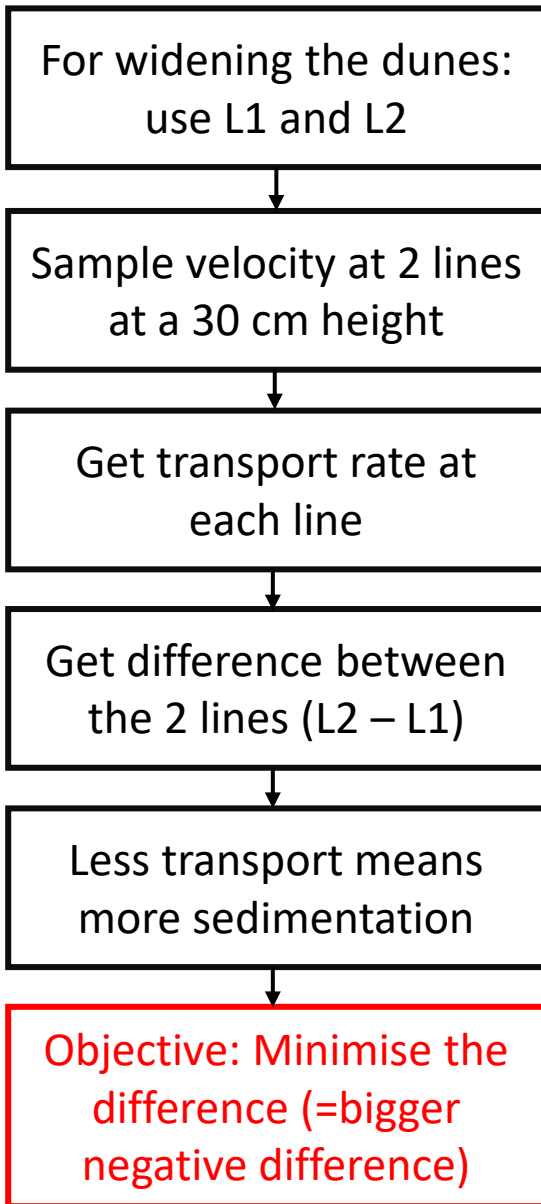 For widening the dunes:
use L1 and L2
Sample velocity at 2 lines
at a 30 cm height
Get transport rate at
each line
Get difference between
the 2 lines (L2 – L1)
Less transport means
more sedimentation
Objective: Minimise the
difference (=bigger
negative difference)